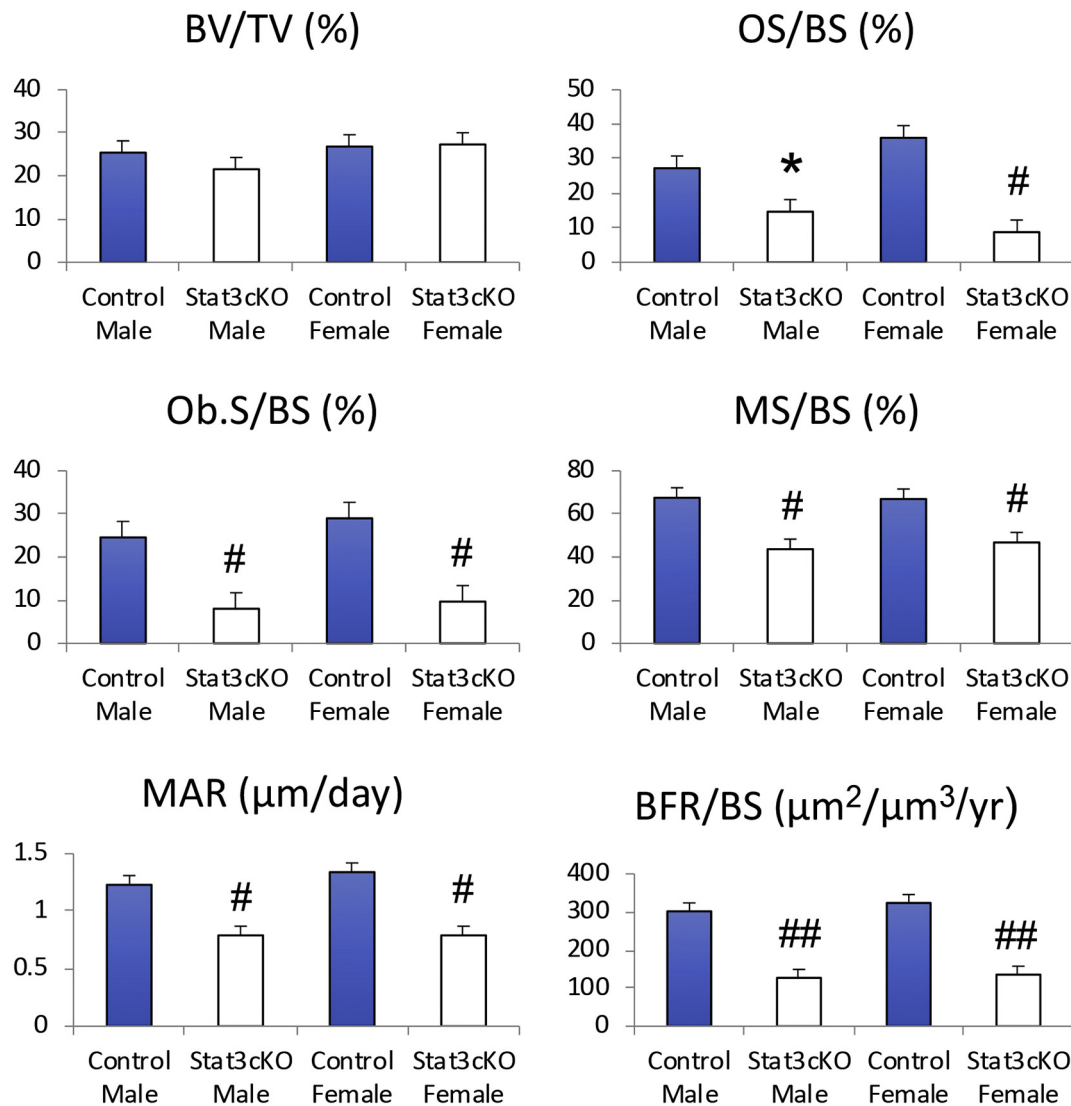 BV/TV (%)
40
30
20
10
0
Control Stat3cKO Control Stat3cKO
Male Male Female Female
OS/BS (%)
50
40
30
20
10
0
*
#
Control Stat3cKO Control Stat3cKO
Male Male Female Female
Ob.S/BS (%)
40
30
20
10
0
# #
Control Stat3cKO Control Stat3cKO
Male Male Female Female
MS/BS (%)
80
60
40
20
0
# #
Control Stat3cKO Control Stat3cKO
Male Male Female Female
MAR (µm/day)
1.5
1
0.5
0
# #
Control Stat3cKO Control Stat3cKO
Male Male Female Female
BFR/BS (µm²/µm³/yr)
400
300
200
100
0
## ##
Control Stat3cKO Control Stat3cKO
Male Male Female Female